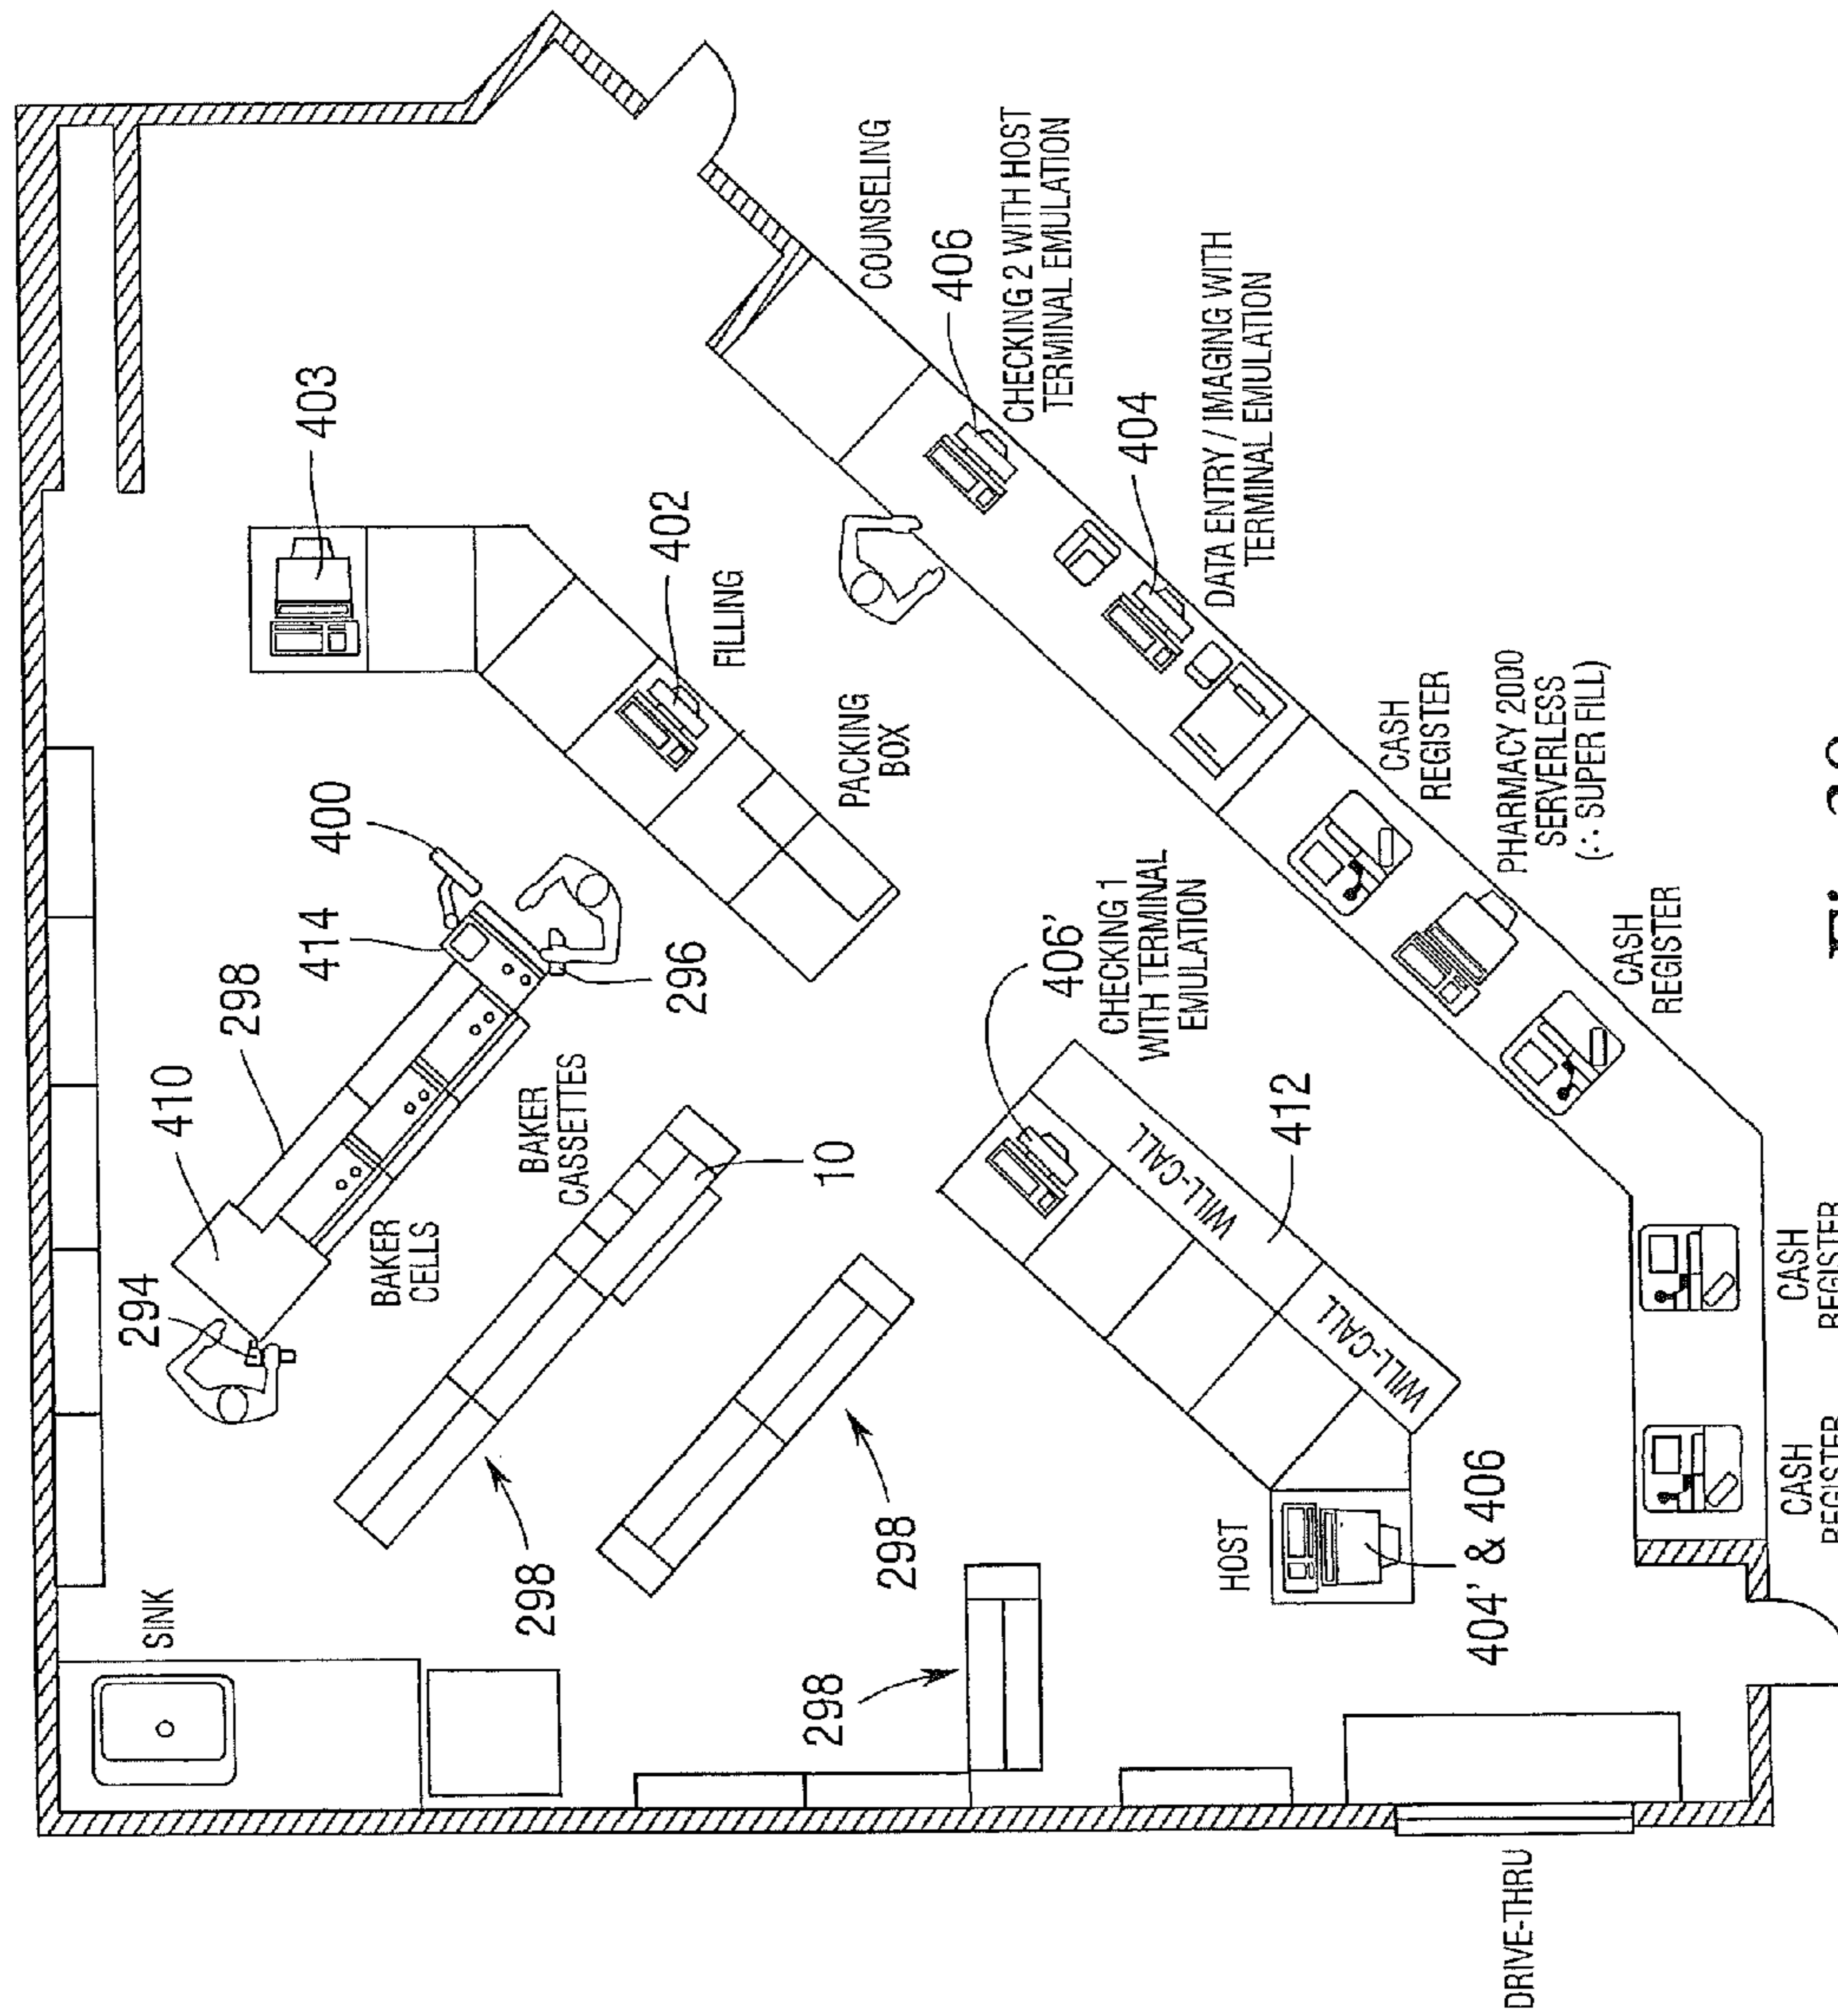 SINK
294
410
298
414
400
403
BAKER
CELLS
298
BAKER
CASSETTES
296
402
FILLING
298
298
10
PACKING
BOX
COUNSELING
406
CHECKING 2 WITH HOST
TERMINAL EMULATION
406'
CHECKING 1
WITH TERMINAL
EMULATION
404
WILL-CALL
DATA ENTRY / IMAGING WITH
TERMINAL EMULATION
HOST
412
WILL-CALL
CASH
REGISTER
404' & 406
DRIVE-THRU
PHARMACY 2000
SERVERLESS
(∴ SUPER FILL)
CASH
REGISTER
CASH
REGISTER
CASH
REGISTER